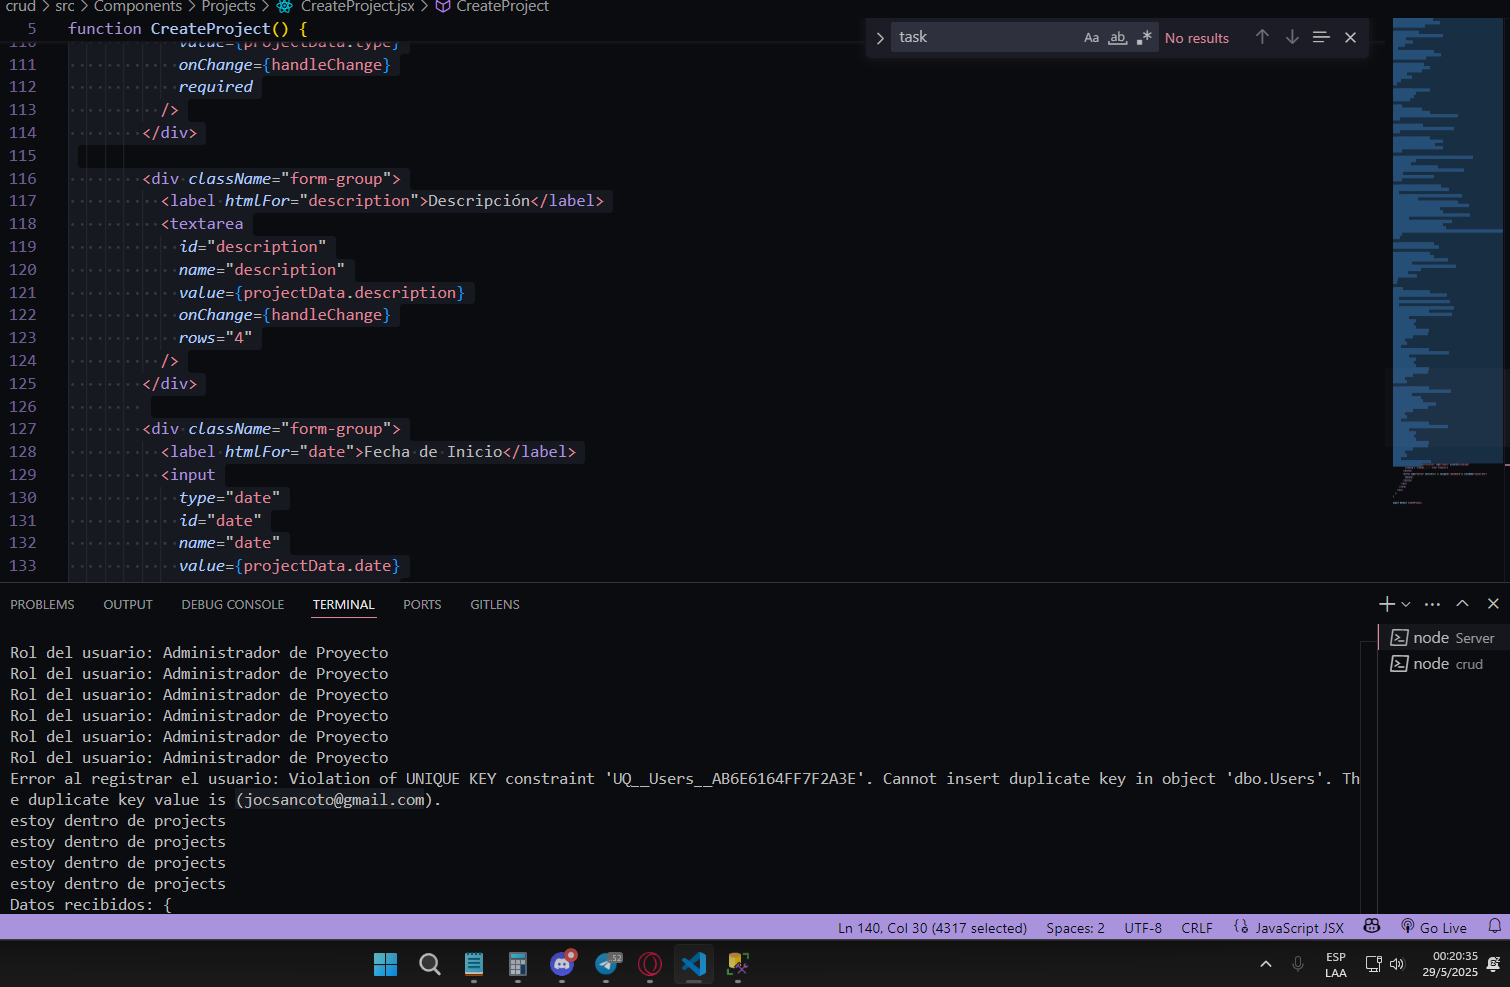 crud > src > Components > Projects > CreateProject.jsx > CreateProject
5 function CreateProject() {
110 value={projectData.type}
111 onChange={handleChange}
112 required
113 />
114 </div>
115
116 <div className="form-group">
117 <label htmlFor="description">Descripción</label>
118 <textarea
119 id="description"
120 name="description"
121 value={projectData.description}
122 onChange={handleChange}
123 rows="4"
124 />
125 </div>
126
127 <div className="form-group">
128 <label htmlFor="date">Fecha de Inicio</label>
129 <input
130 type="date"
131 id="date"
132 name="date"
133 value={projectData.date}
task Aa ab .* No results
PROBLEMS OUTPUT DEBUG CONSOLE TERMINAL PORTS GITLENS
Rol del usuario: Administrador de Proyecto
Rol del usuario: Administrador de Proyecto
Rol del usuario: Administrador de Proyecto
Rol del usuario: Administrador de Proyecto
Rol del usuario: Administrador de Proyecto
Rol del usuario: Administrador de Proyecto
Error al registrar el usuario: Violation of UNIQUE KEY constraint 'UQ__Users__AB6E6164FF7F2A3E'. Cannot insert duplicate key in object 'dbo.Users'. Th
e duplicate key value is (jocsancoto@gmail.com).
estoy dentro de projects
estoy dentro de projects
estoy dentro de projects
estoy dentro de projects
Datos recibidos: {
node Server
node crud
Ln 140, Col 30 (4317 selected) Spaces: 2 UTF-8 CRLF JavaScript JSX Go Live
52
ESP
LAA
00:20:35
29/5/2025